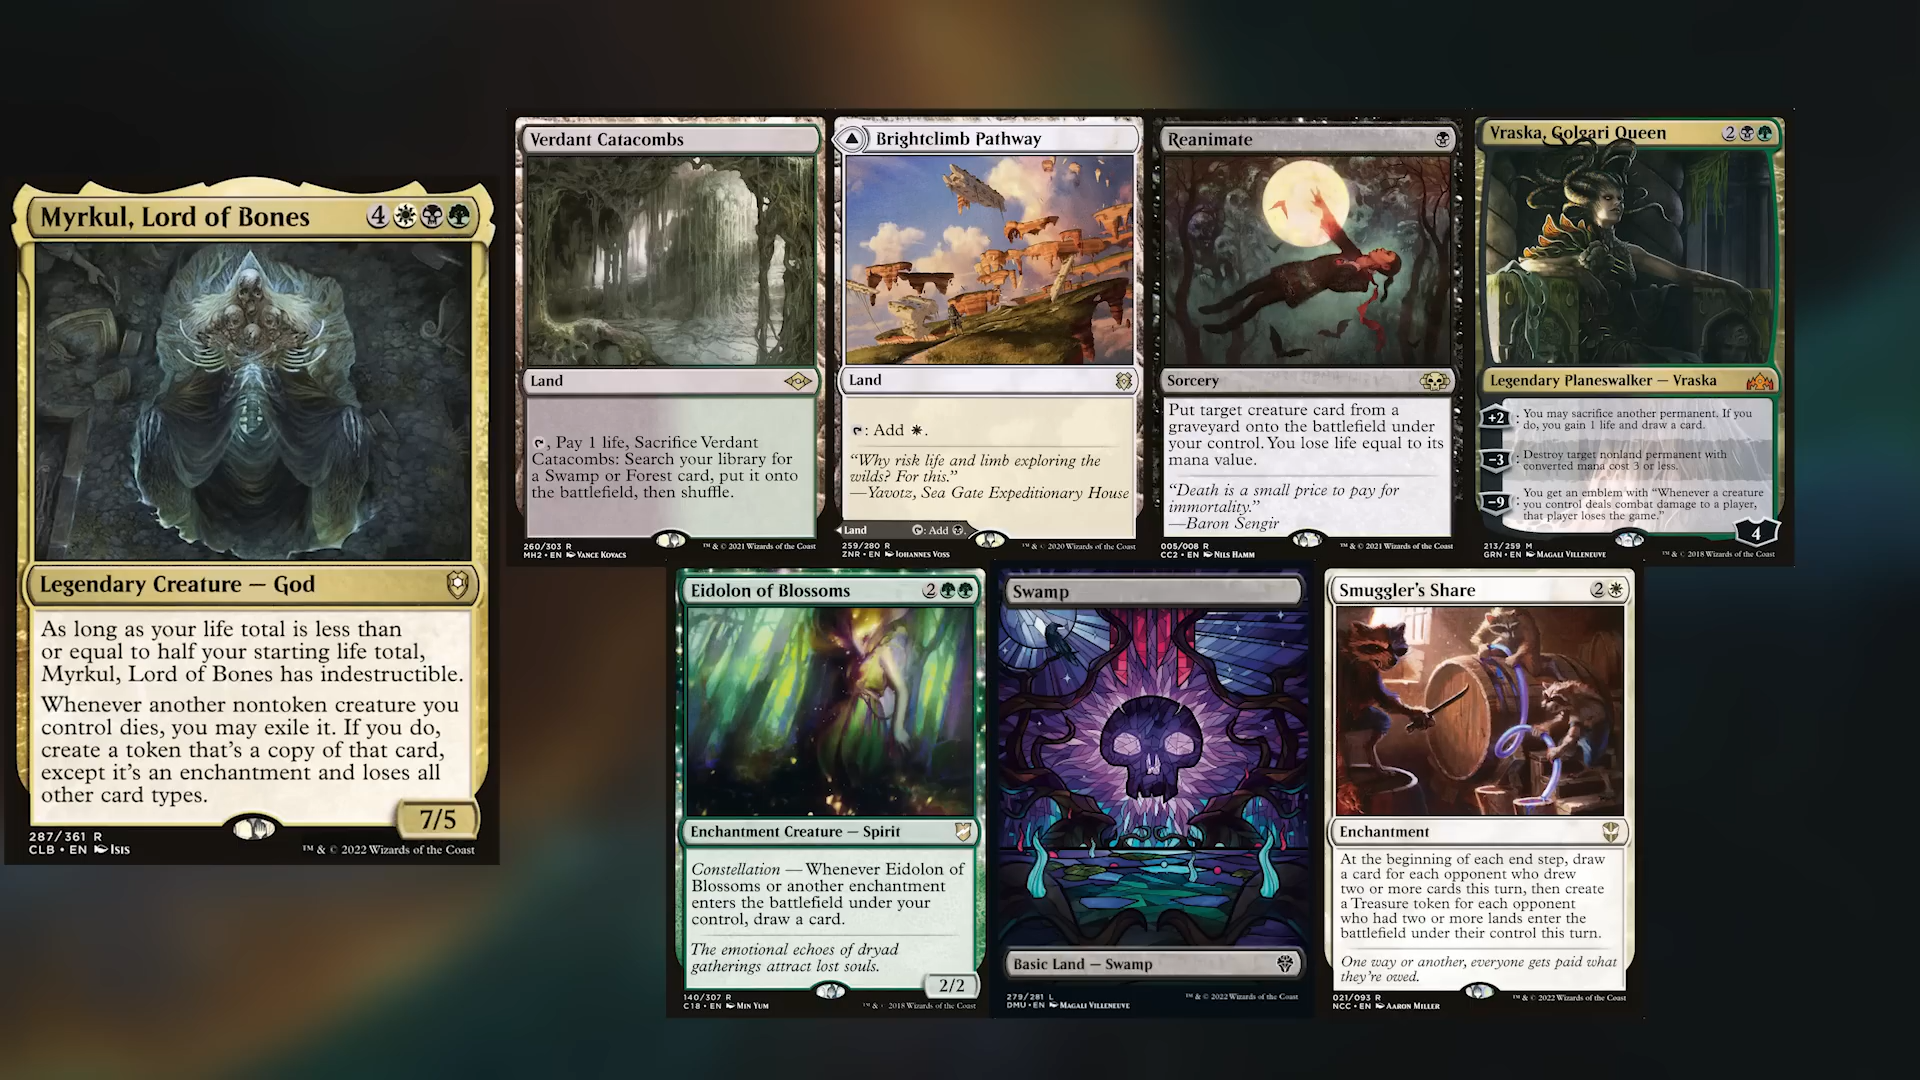 Myrkul, Lord of Bones 4
Legendary Creature — God
As long as your life total is less than
or equal to half your starting life total,
Myrkul, Lord of Bones has indestructible.
Whenever another nontoken creature you
control dies, you may exile it. If you do,
create a token that's a copy of that card,
except it's an enchantment and loses all
other card types.
7/5
287/361 R
CLB • EN Isis
™ & © 2022 Wizards of the Coast
Verdant Catacombs
Land
, Pay 1 life, Sacrifice Verdant
Catacombs: Search your library for
a Swamp or Forest card, put it onto
the battlefield, then shuffle.
260/303 R
MH2 • EN Vance Kovacs
™ & © 2021 Wizards of the Coast
Brightclimb Pathway
Land
: Add .
“Why risk life and limb exploring the
wilds? For this.”
—Yavotz, Sea Gate Expeditionary House
Land : Add .
259/280 R
ZNR • EN Johannes Voss
™ & © 2020 Wizards of the Coast
Reanimate
Sorcery
Put target creature card from a
graveyard onto the battlefield under
your control. You lose life equal to its
mana value.
“Death is a small price to pay for
immortality.”
—Baron Sengir
005/008 R
CC2 • EN Nils Hamm
™ & © 2021 Wizards of the Coast
Vraska, Golgari Queen 2
Legendary Planeswalker — Vraska
+2 : You may sacrifice another permanent. If you
do, you gain 1 life and draw a card.
−3 : Destroy target nonland permanent with
converted mana cost 3 or less.
−9 : You get an emblem with “Whenever a creature
you control deals combat damage to a player,
that player loses the game.”
4
213/259 M
GRN • EN Magali Villeneuve
™ & © 2018 Wizards of the Coast
Eidolon of Blossoms 2
Enchantment Creature — Spirit
Constellation — Whenever Eidolon of
Blossoms or another enchantment
enters the battlefield under your
control, draw a card.
The emotional echoes of dryad
gatherings attract lost souls.
2/2
140/307 R
C18 • EN Min Yum
™ & © 2018 Wizards of the Coast
Swamp
Basic Land — Swamp
279/281 L
DMU • EN Magali Villeneuve
™ & © 2022 Wizards of the Coast
Smuggler's Share 2
Enchantment
At the beginning of each end step, draw
a card for each opponent who drew
two or more cards this turn, then create
a Treasure token for each opponent
who had two or more lands enter the
battlefield under their control this turn.
One way or another, everyone gets paid what
they're owed.
021/093 R
NCC • EN Aaron Miller
™ & © 2022 Wizards of the Coast